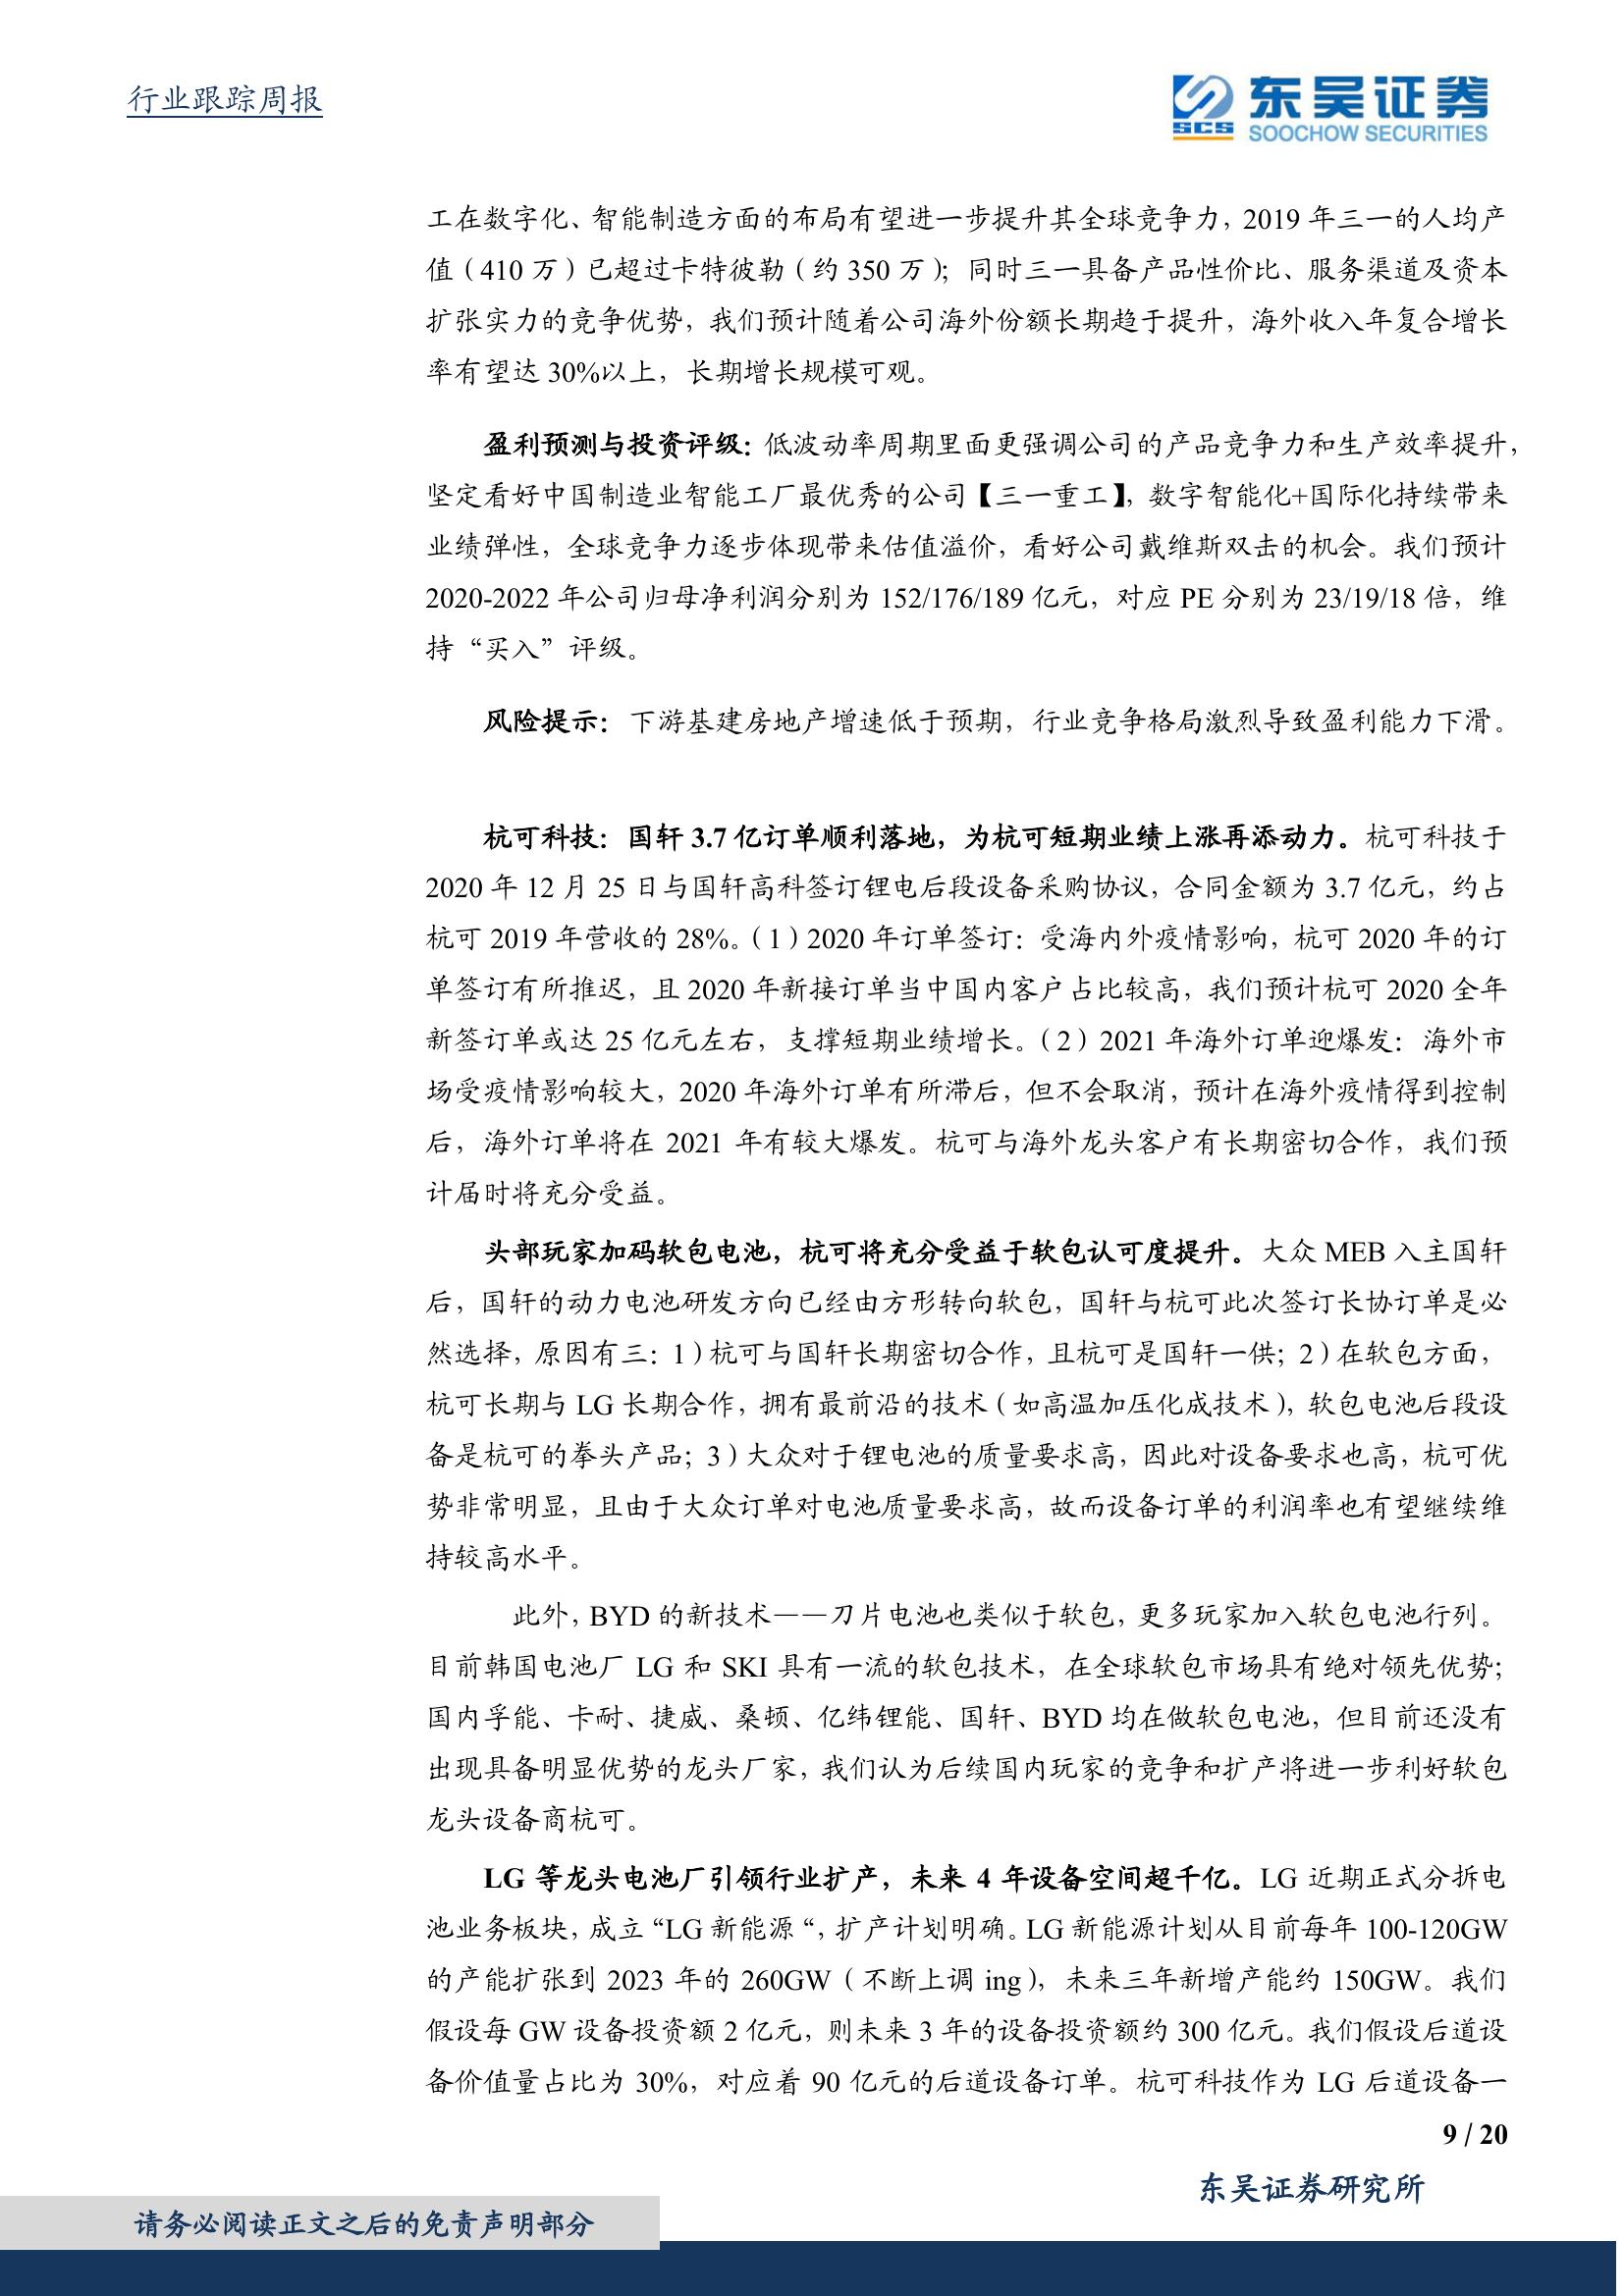 行业跟踪周报
SCS
东吴证券
SOOCHOW SECURITIES
工在数字化、智能制造方面的布局有望进一步提升其全球竞争力，2019 年三一的人均产
值（410 万）已超过卡特彼勒（约 350 万）；同时三一具备产品性价比、服务渠道及资本
扩张实力的竞争优势，我们预计随着公司海外份额长期趋于提升，海外收入年复合增长
率有望达 30%以上，长期增长规模可观。
盈利预测与投资评级：低波动率周期里面更强调公司的产品竞争力和生产效率提升，
坚定看好中国制造业智能工厂最优秀的公司【三一重工】，数字智能化+国际化持续带来
业绩弹性，全球竞争力逐步体现带来估值溢价，看好公司戴维斯双击的机会。我们预计
2020-2022 年公司归母净利润分别为 152/176/189 亿元，对应 PE 分别为 23/19/18 倍，维
持“买入”评级。
风险提示：下游基建房地产增速低于预期，行业竞争格局激烈导致盈利能力下滑。
杭可科技：国轩 3.7 亿订单顺利落地，为杭可短期业绩上涨再添动力。杭可科技于
2020 年 12 月 25 日与国轩高科签订锂电后段设备采购协议，合同金额为 3.7 亿元，约占
杭可 2019 年营收的 28%。（1）2020 年订单签订：受海内外疫情影响，杭可 2020 年的订
单签订有所推迟，且 2020 年新接订单当中国内客户占比较高，我们预计杭可 2020 全年
新签订单或达 25 亿元左右，支撑短期业绩增长。（2）2021 年海外订单迎爆发：海外市
场受疫情影响较大，2020 年海外订单有所滞后，但不会取消，预计在海外疫情得到控制
后，海外订单将在 2021 年有较大爆发。杭可与海外龙头客户有长期密切合作，我们预
计届时将充分受益。
头部玩家加码软包电池，杭可将充分受益于软包认可度提升。大众 MEB 入主国轩
后，国轩的动力电池研发方向已经由方形转向软包，国轩与杭可此次签订长协订单是必
然选择，原因有三：1）杭可与国轩长期密切合作，且杭可是国轩一供；2）在软包方面，
杭可长期与 LG 长期合作，拥有最前沿的技术（如高温加压化成技术），软包电池后段设
备是杭可的拳头产品；3）大众对于锂电池的质量要求高，因此对设备要求也高，杭可优
势非常明显，且由于大众订单对电池质量要求高，故而设备订单的利润率也有望继续维
持较高水平。
此外，BYD 的新技术——刀片电池也类似于软包，更多玩家加入软包电池行列。
目前韩国电池厂 LG 和 SKI 具有一流的软包技术，在全球软包市场具有绝对领先优势；
国内孚能、卡耐、捷威、桑顿、亿纬锂能、国轩、BYD 均在做软包电池，但目前还没有
出现具备明显优势的龙头厂家，我们认为后续国内玩家的竞争和扩产将进一步利好软包
龙头设备商杭可。
LG 等龙头电池厂引领行业扩产，未来 4 年设备空间超千亿。LG 近期正式分拆电
池业务板块，成立“LG 新能源“，扩产计划明确。LG 新能源计划从目前每年 100-120GW
的产能扩张到 2023 年的 260GW（不断上调 ing），未来三年新增产能约 150GW。我们
假设每 GW 设备投资额 2 亿元，则未来 3 年的设备投资额约 300 亿元。我们假设后道设
备价值量占比为 30%，对应着 90 亿元的后道设备订单。杭可科技作为 LG 后道设备一
9 / 20
东吴证券研究所
请务必阅读正文之后的免责声明部分